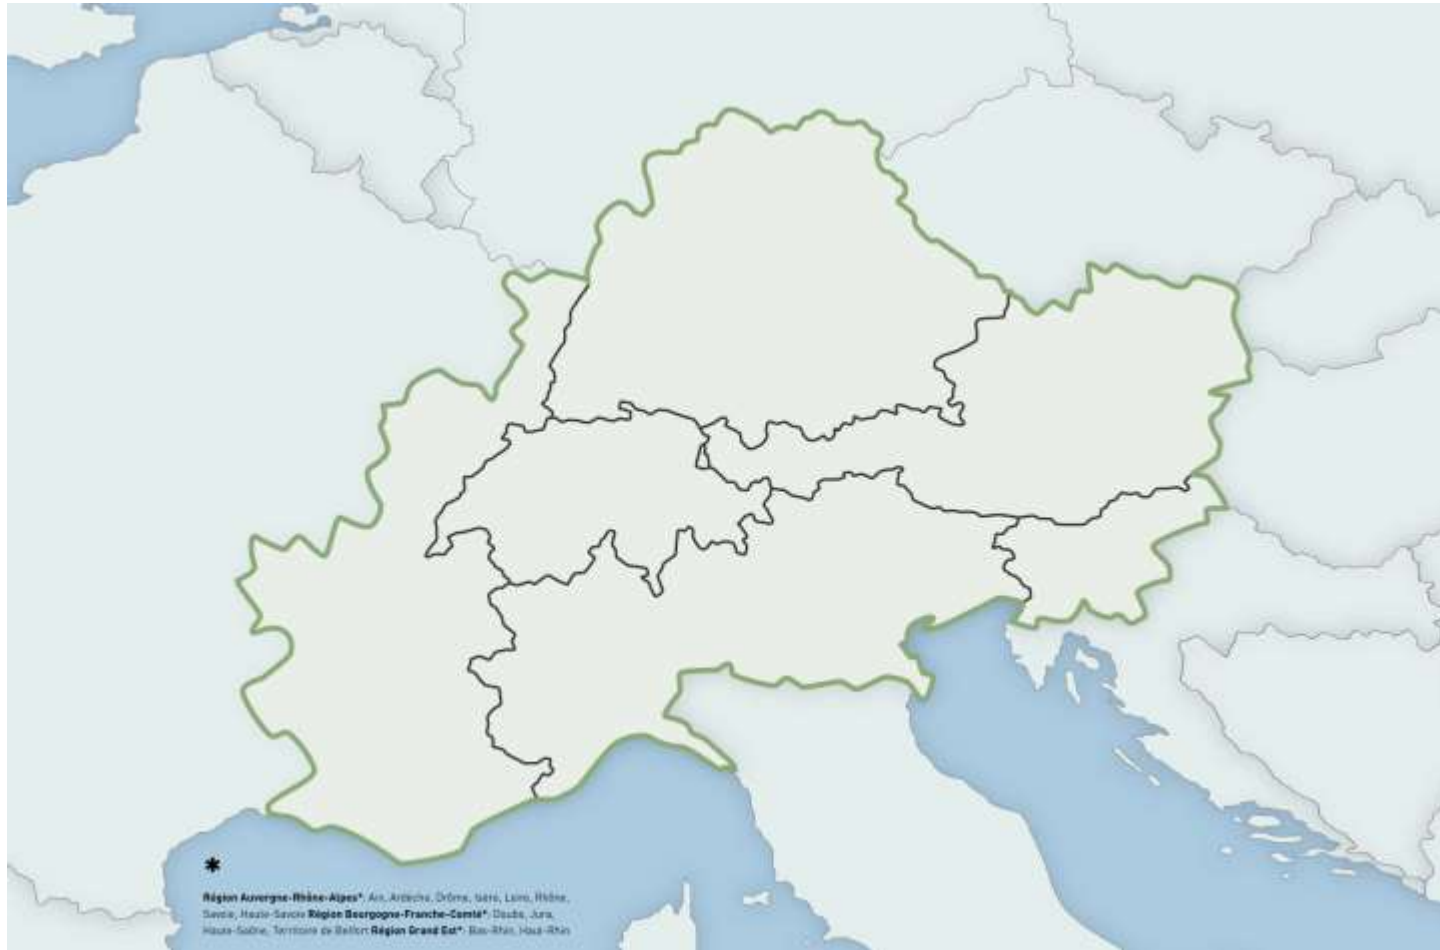 *
Région Auvergne-Rhône-Alpes*: Ain, Ardèche, Drôme, Isère, Loire, Rhône,
Savoie, Haute-Savoie Région Bourgogne-Franche-Comté*: Doubs, Jura,
Haute-Saône, Territoire de Belfort Région Grand Est*: Bas-Rhin, Haut-Rhin